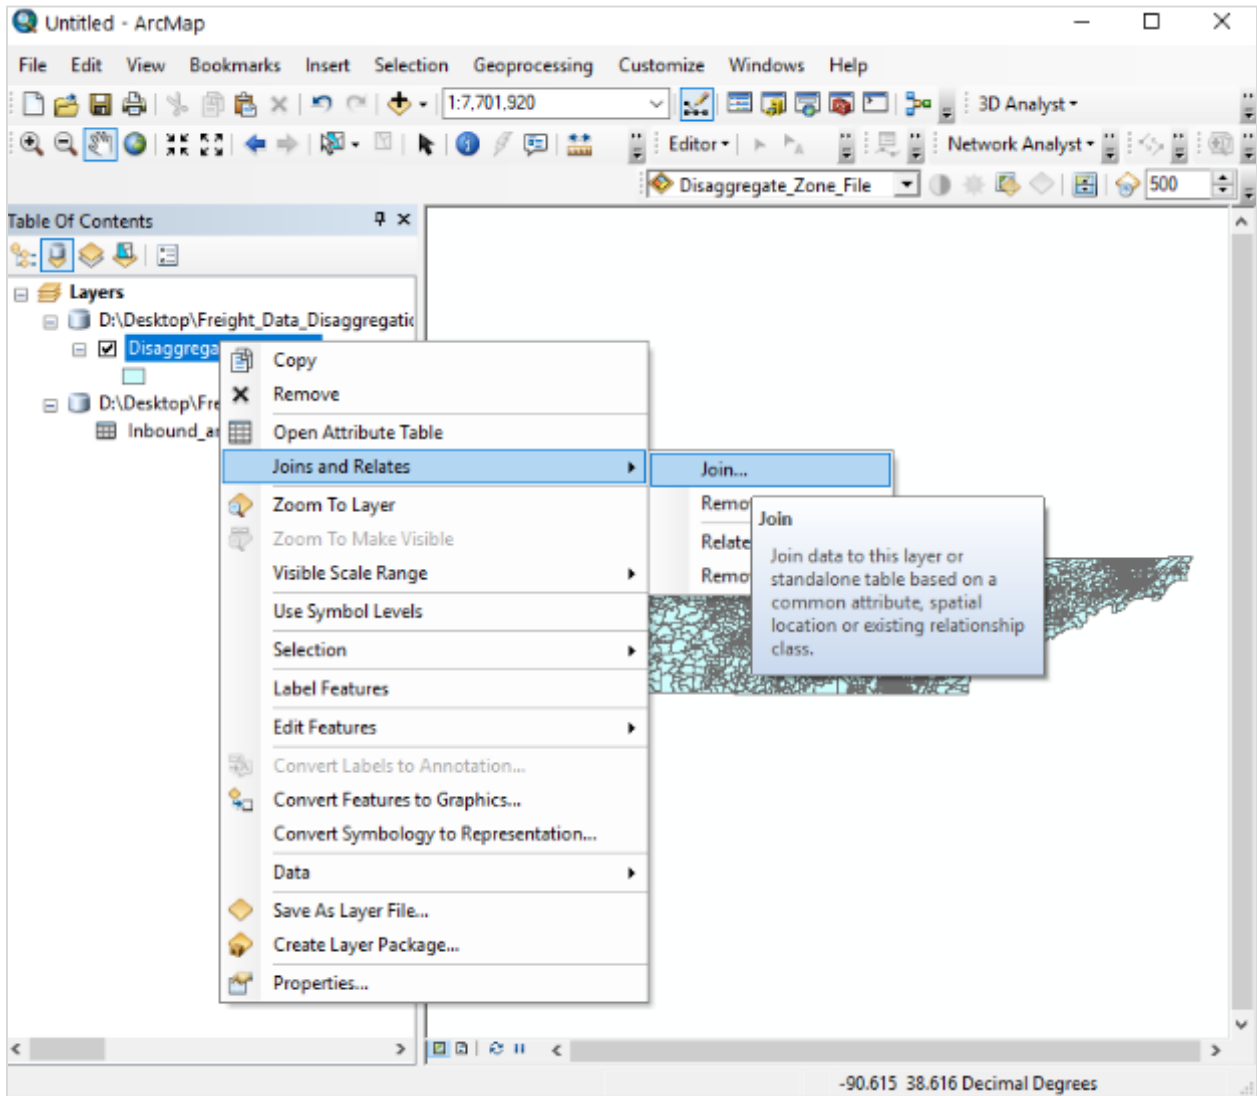 Untitled - ArcMap
File Edit View Bookmarks Insert Selection Geoprocessing Customize Windows Help
1:7,701,920 3D Analyst
Editor Network Analyst
Disaggregate_Zone_File 500
Table Of Contents
Layers
D:\Desktop\Freight_Data_Disaggregatic
Disaggrega
D:\Desktop\Fre
Inbound_ar
Copy
Remove
Open Attribute Table
Joins and Relates
Zoom To Layer
Zoom To Make Visible
Visible Scale Range
Use Symbol Levels
Selection
Label Features
Edit Features
Convert Labels to Annotation...
Convert Features to Graphics...
Convert Symbology to Representation...
Data
Save As Layer File...
Create Layer Package...
Properties...
Join...
Remo
Relate
Remo
Join
Join data to this layer or
standalone table based on a
common attribute, spatial
location or existing relationship
class.
-90.615 38.616 Decimal Degrees